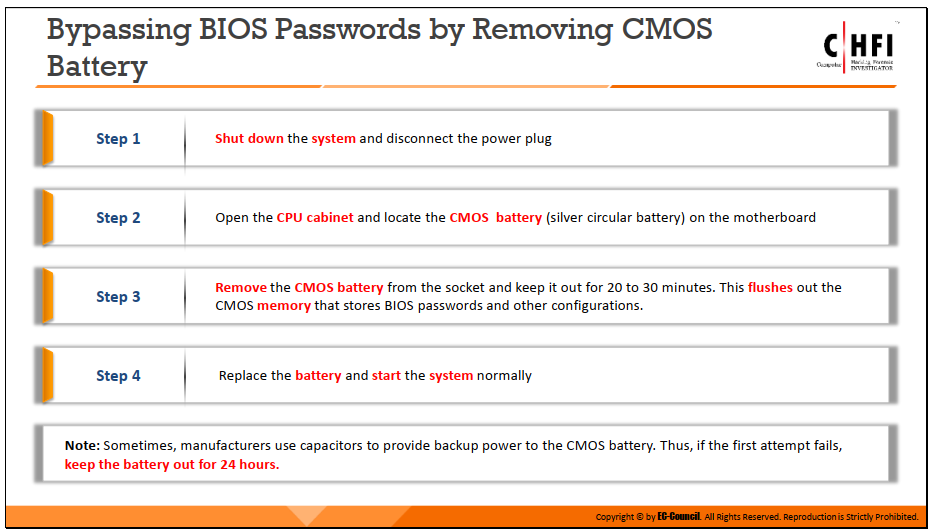 Bypassing BIOS Passwords by Removing CMOS
Battery
C HFI
Computer Hacking Forensic
INVESTIGATOR
Step 1
Shut down the system and disconnect the power plug
Step 2
Open the CPU cabinet and locate the CMOS battery (silver circular battery) on the motherboard
Step 3
Remove the CMOS battery from the socket and keep it out for 20 to 30 minutes. This flushes out the
CMOS memory that stores BIOS passwords and other configurations.
Step 4
Replace the battery and start the system normally
Note: Sometimes, manufacturers use capacitors to provide backup power to the CMOS battery. Thus, if the first attempt fails,
keep the battery out for 24 hours.
Copyright © by EC-Council. All Rights Reserved. Reproduction is Strictly Prohibited.